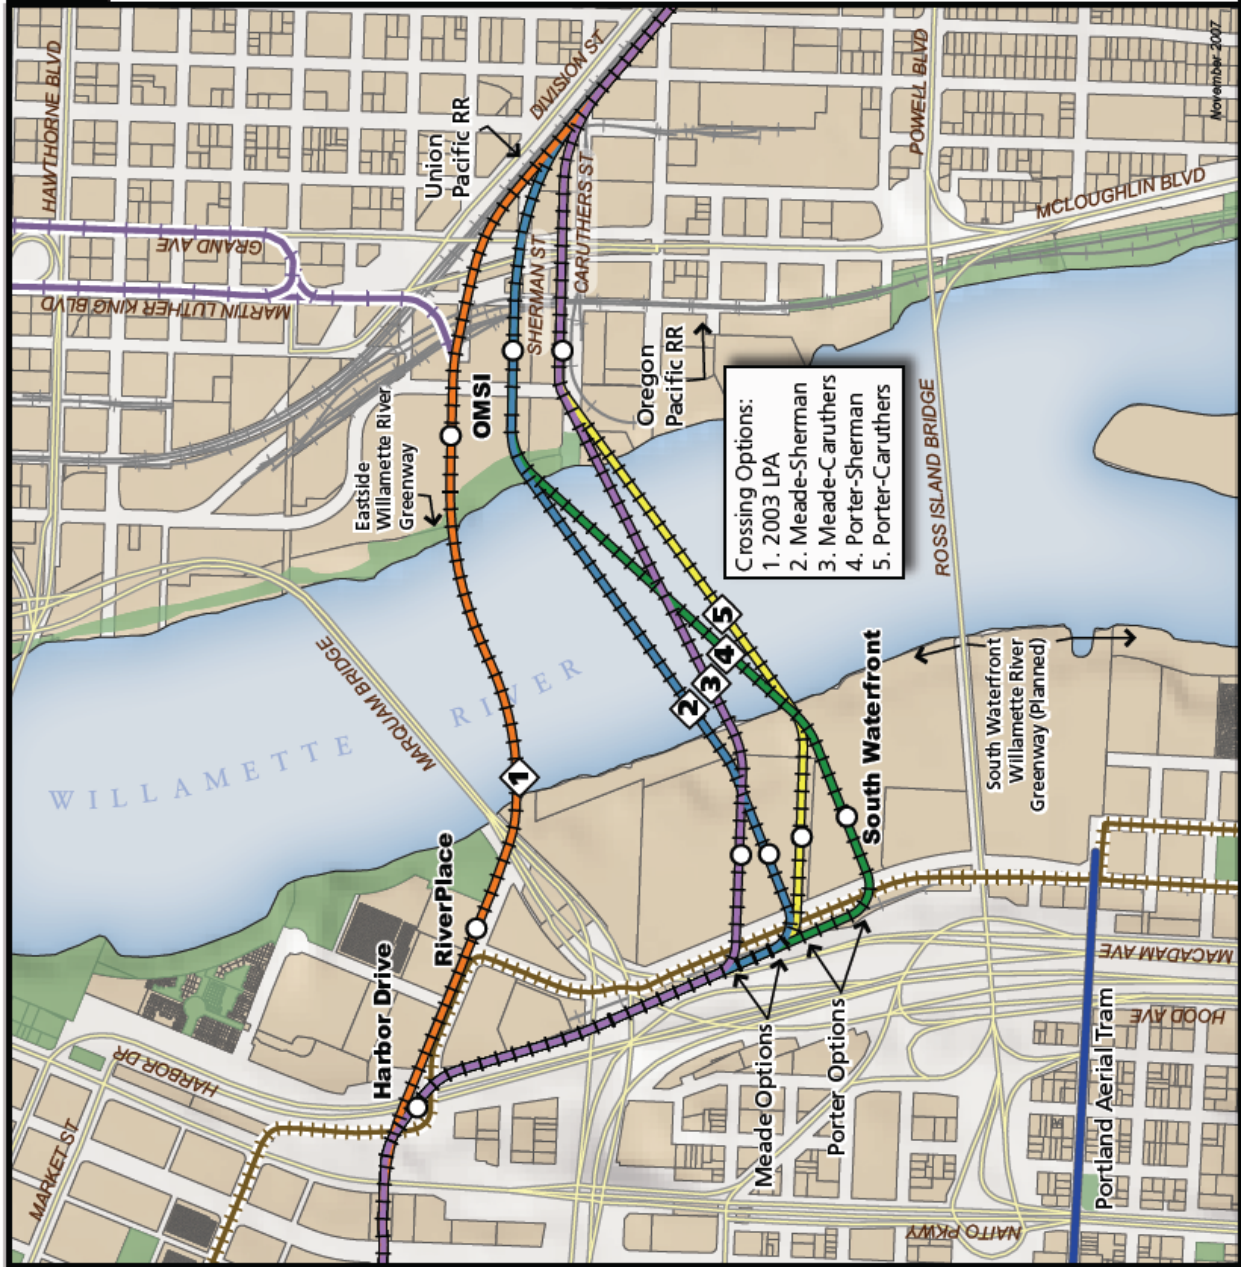 HAWTHORNE BLVD
DIVISION ST
POWELL BLVD
November 2007
Union
Pacific RR
GRAND AVE
CARUTHERS ST
MCLOUGHLIN BLVD
MARTIN LUTHER KING BLVD
SHERMAN ST
OMSI
Oregon
Pacific RR
Eastside
Willamette River
Greenway
Crossing Options:
1. 2003 LPA
2. Meade-Sherman
3. Meade-Caruthers
4. Porter-Sherman
5. Porter-Caruthers
ROSS ISLAND BRIDGE
MARQUAM BRIDGE
WILLAMETTE RIVER
1
2
3
4
5
South Waterfront
South Waterfront
Willamette River
Greenway (Planned)
RiverPlace
Harbor Drive
HARBOR DR
MARKET ST
Meade Options
Porter Options
MACADAM AVE
HOOD AVE
Portland Aerial Tram
NAITO PKWY